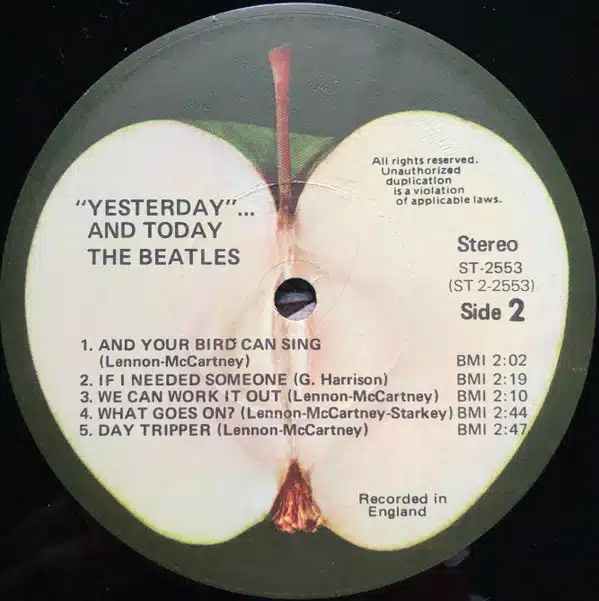 All rights reserved.
Unauthorized
duplication
is a violation
of applicable laws.
"YESTERDAY"...
AND TODAY
THE BEATLES
Stereo
ST-2553
(ST 2-2553)
Side 2
1. AND YOUR BIRD CAN SING
(Lennon-McCartney) BMI 2:02
2. IF I NEEDED SOMEONE (G. Harrison) BMI 2:19
3. WE CAN WORK IT OUT (Lennon-McCartney) BMI 2:10
4. WHAT GOES ON? (Lennon-McCartney-Starkey) BMI 2:44
5. DAY TRIPPER (Lennon-McCartney) BMI 2:47
Recorded in
England